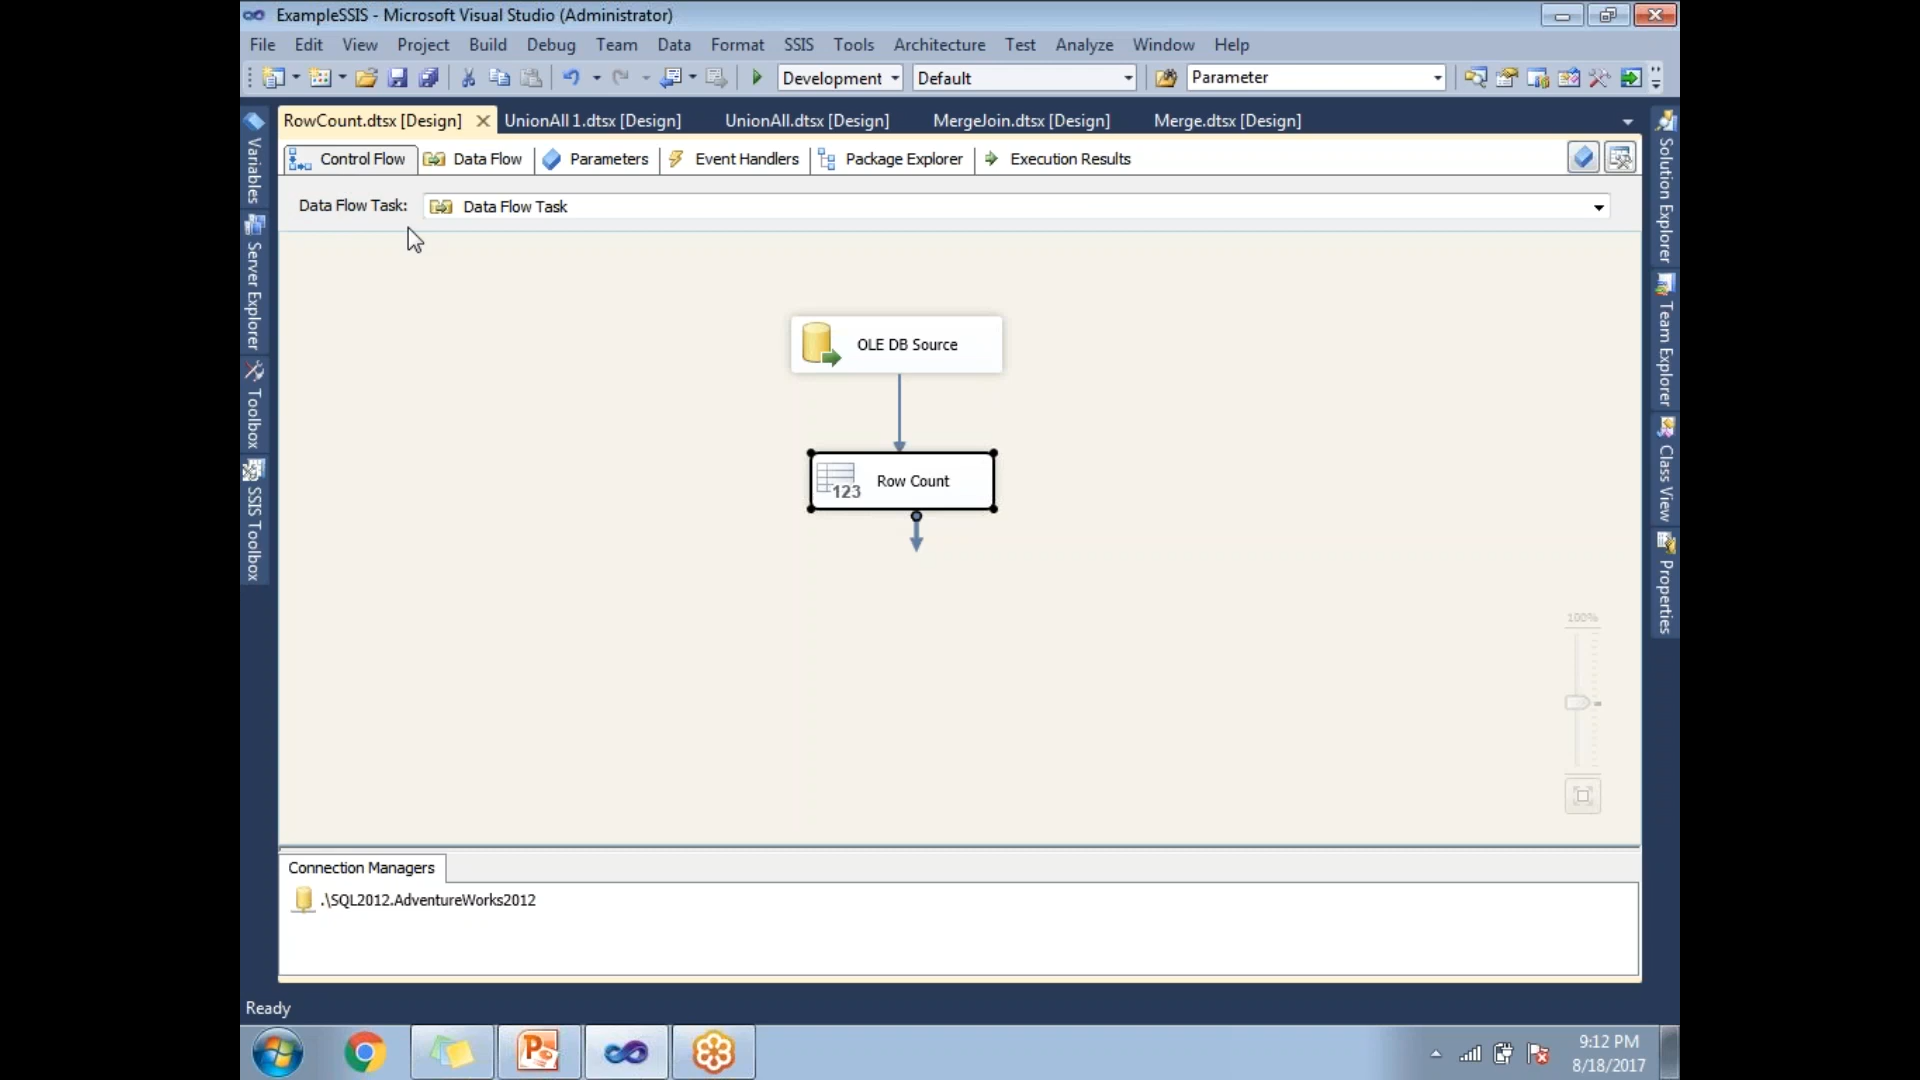 ExampleSSIS - Microsoft Visual Studio (Administrator)
File Edit View Project Build Debug Team Data Format SSIS Tools Architecture Test Analyze Window Help
Development Default Parameter
RowCount.dtsx [Design] UnionAll 1.dtsx [Design] UnionAll.dtsx [Design] MergeJoin.dtsx [Design] Merge.dtsx [Design]
Control Flow Data Flow Parameters Event Handlers Package Explorer Execution Results
Data Flow Task: Data Flow Task
Variables
Server Explorer
Toolbox
SSIS Toolbox
OLE DB Source
Row Count
123
100%
Solution Explorer
Team Explorer
Class View
Properties
Connection Managers
.\SQL2012.AdventureWorks2012
Ready
9:12 PM
8/18/2017